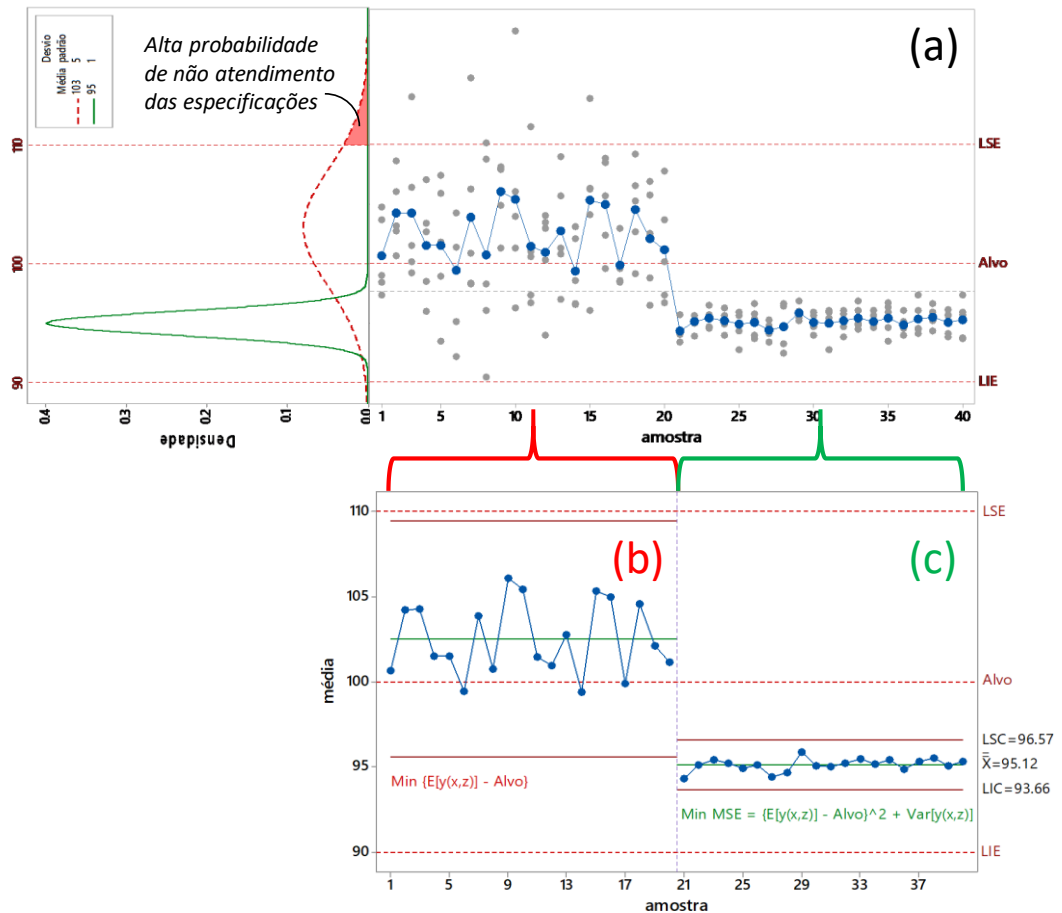 Desvio
Média padrão
103 5
95 1
Alta probabilidade
de não atendimento
das especificações
(a)
110
100
90
0.4
0.3
0.2
0.1
0.0
Densidade
LSE
Alvo
LIE
1 5 10 15 20 25 30 35 40
amostra
(b)
(c)
110
105
100
95
90
média
LSE
Alvo
LSC=96.57
X̿=95.12
LIC=93.66
LIE
Min {E[y(x,z)] - Alvo}
Min MSE = {E[y(x,z)] - Alvo}^2 + Var[y(x,z)]
1 5 9 13 17 21 25 29 33 37
amostra